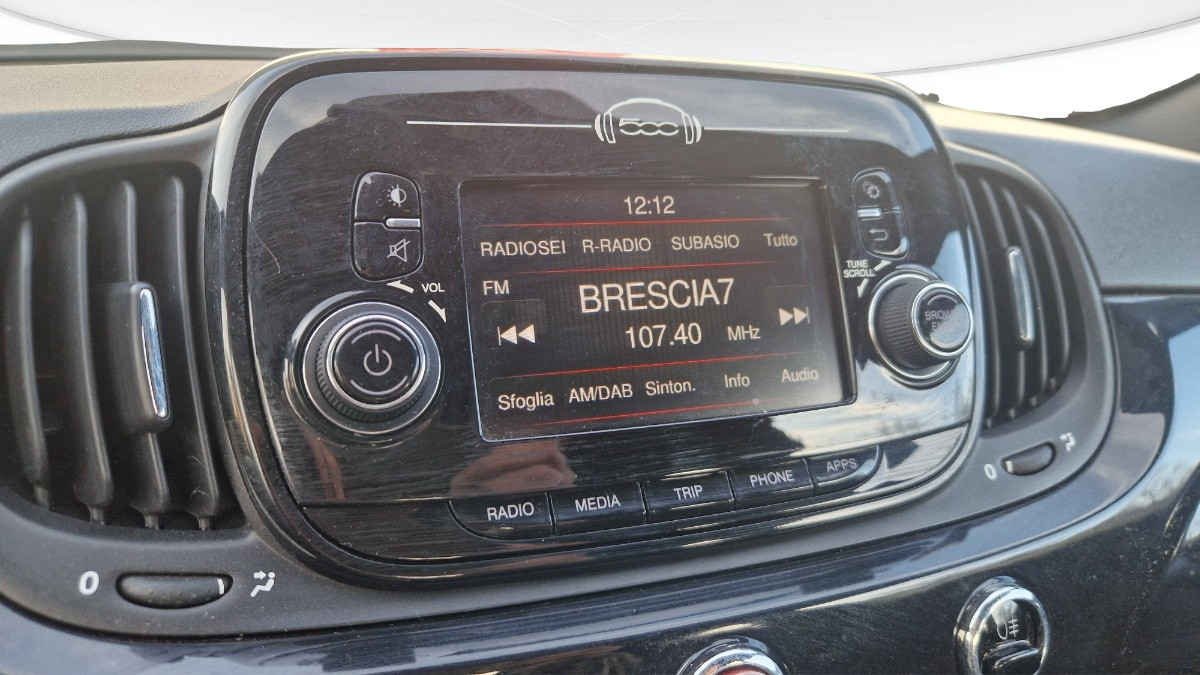 500
12:12
RADIOSEI R-RADIO SUBASIO Tutto
FM
BRESCIA7
107.40 MHz
Sfoglia AM/DAB Sinton. Info Audio
VOL
TUNE
SCROLL
RADIO MEDIA TRIP PHONE APPS
0
0